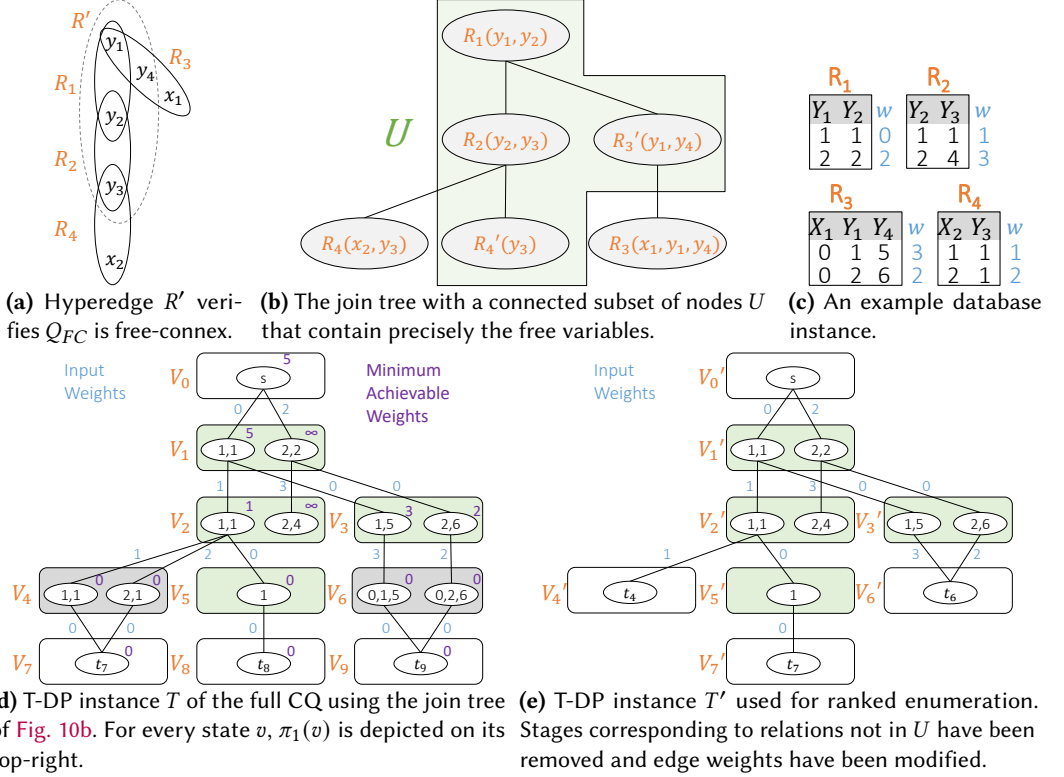 R′
y₁
R₃
y₄
R₁
x₁
y₂
R₂
y₃
R₄
x₂
(a) Hyperedge R′ veri-
fies Q_FC is free-connex.
R₁(y₁, y₂)
U
R₂(y₂, y₃)
R₃′(y₁, y₄)
R₄(x₂, y₃)
R₄′(y₃)
R₃(x₁, y₁, y₄)
(b) The join tree with a connected subset of nodes U
that contain precisely the free variables.
R₁
Y₁ Y₂ w
1 1 0
2 2 2
R₂
Y₂ Y₃ w
1 1 1
2 4 3
R₃
X₁ Y₁ Y₄ w
0 1 5 3
0 2 6 2
R₄
X₂ Y₃ w
1 1 1
2 1 2
(c) An example database
instance.
Input
Weights
Minimum
Achievable
Weights
V₀
5
s
0 2
V₁
5 ∞
1,1 2,2
1 3 0 0
V₂
1 ∞
1,1 2,4
V₃
3 2
1,5 2,6
1 2 0 3 2
V₄
0 0
1,1 2,1
V₅
0
1
V₆
0 0
0,1,5 0,2,6
0 0 0 0 0
V₇
t₇ 0
V₈
t₈ 0
V₉
t₉ 0
d) T-DP instance T of the full CQ using the join tree
of Fig. 10b. For every state v, π₁(v) is depicted on its
top-right.
Input
Weights
V₀′
s
0 2
V₁′
1,1 2,2
1 3 0 0
V₂′
1,1 2,4
V₃′
1,5 2,6
1 0 3 2
V₄′
t₄
V₅′
1
V₆′
t₆
0
V₇′
t₇
(e) T-DP instance T′ used for ranked enumeration.
Stages corresponding to relations not in U have been
removed and edge weights have been modified.